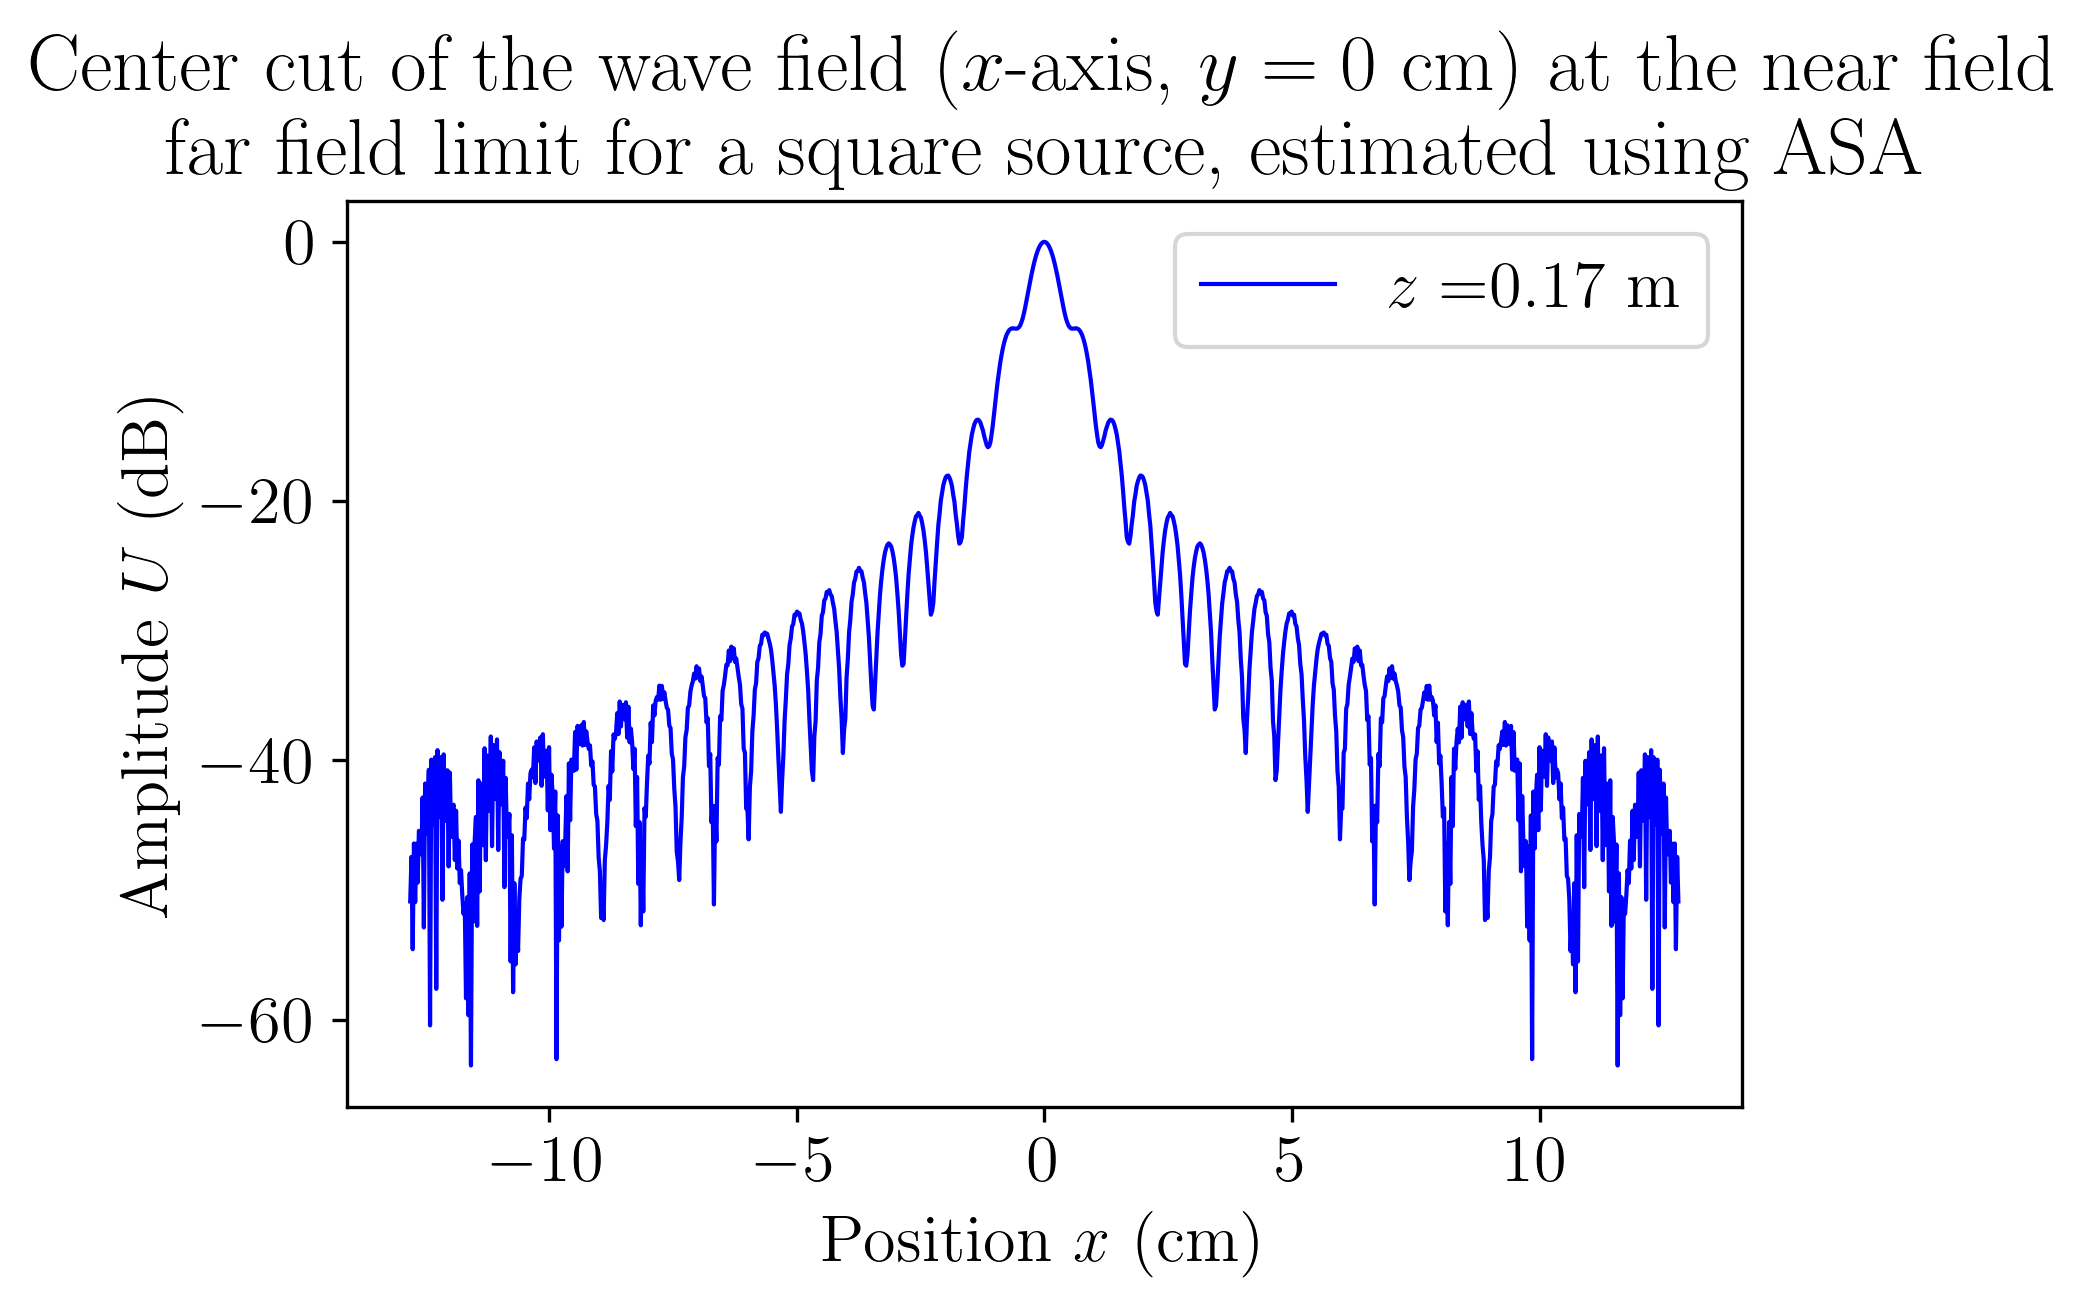 Center cut of the wave field (x-axis, y = 0 cm) at the near field
far field limit for a square source, estimated using ASA
z =0.17 m
Amplitude U (dB)
0
−20
−40
−60
−10
−5
0
5
10
Position x (cm)